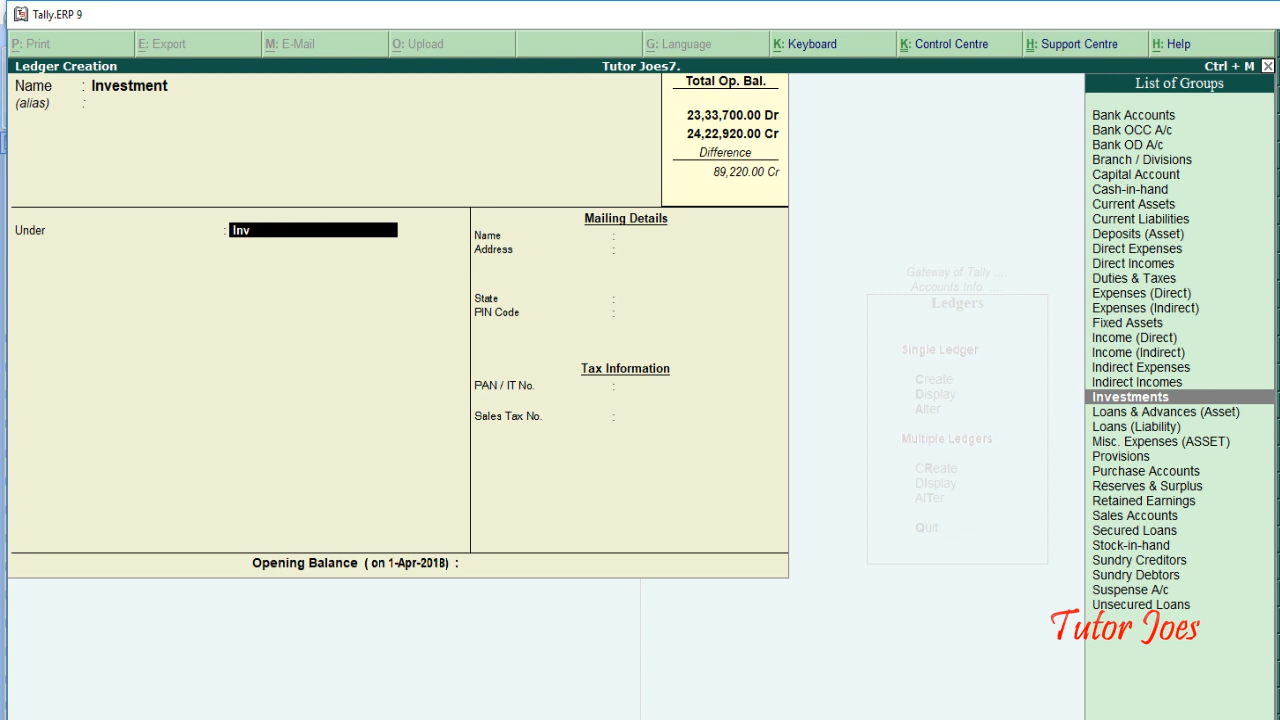 Tally.ERP 9
P: Print E: Export M: E-Mail O: Upload G: Language K: Keyboard K: Control Centre H: Support Centre H: Help
Ledger Creation Tutor Joes7. Ctrl + M
Name : Investment
(alias) :
Total Op. Bal.
23,33,700.00 Dr
24,22,920.00 Cr
Difference
89,220.00 Cr
Under : Inv
Mailing Details
Name :
Address :
State :
PIN Code :
Tax Information
PAN / IT No. :
Sales Tax No. :
Opening Balance ( on 1-Apr-2018) :
Gateway of Tally ....
Accounts Info. .....
Ledgers
Single Ledger
Create
Display
Alter
Multiple Ledgers
CReate
DIsplay
AlTer
Quit
List of Groups
Bank Accounts
Bank OCC A/c
Bank OD A/c
Branch / Divisions
Capital Account
Cash-in-hand
Current Assets
Current Liabilities
Deposits (Asset)
Direct Expenses
Direct Incomes
Duties & Taxes
Expenses (Direct)
Expenses (Indirect)
Fixed Assets
Income (Direct)
Income (Indirect)
Indirect Expenses
Indirect Incomes
Investments
Loans & Advances (Asset)
Loans (Liability)
Misc. Expenses (ASSET)
Provisions
Purchase Accounts
Reserves & Surplus
Retained Earnings
Sales Accounts
Secured Loans
Stock-in-hand
Sundry Creditors
Sundry Debtors
Suspense A/c
Unsecured Loans
Tutor Joes